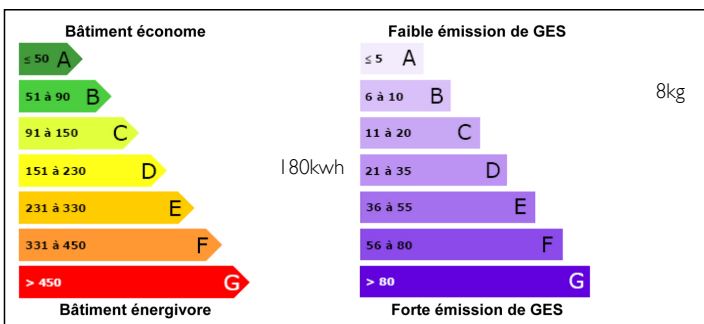 Bâtiment économe
≤ 50 A
51 à 90 B
91 à 150 C
151 à 230 D
231 à 330 E
331 à 450 F
> 450 G
Bâtiment énergivore
180kwh
Faible émission de GES
≤ 5 A
6 à 10 B
11 à 20 C
21 à 35 D
36 à 55 E
56 à 80 F
> 80 G
Forte émission de GES
8kg